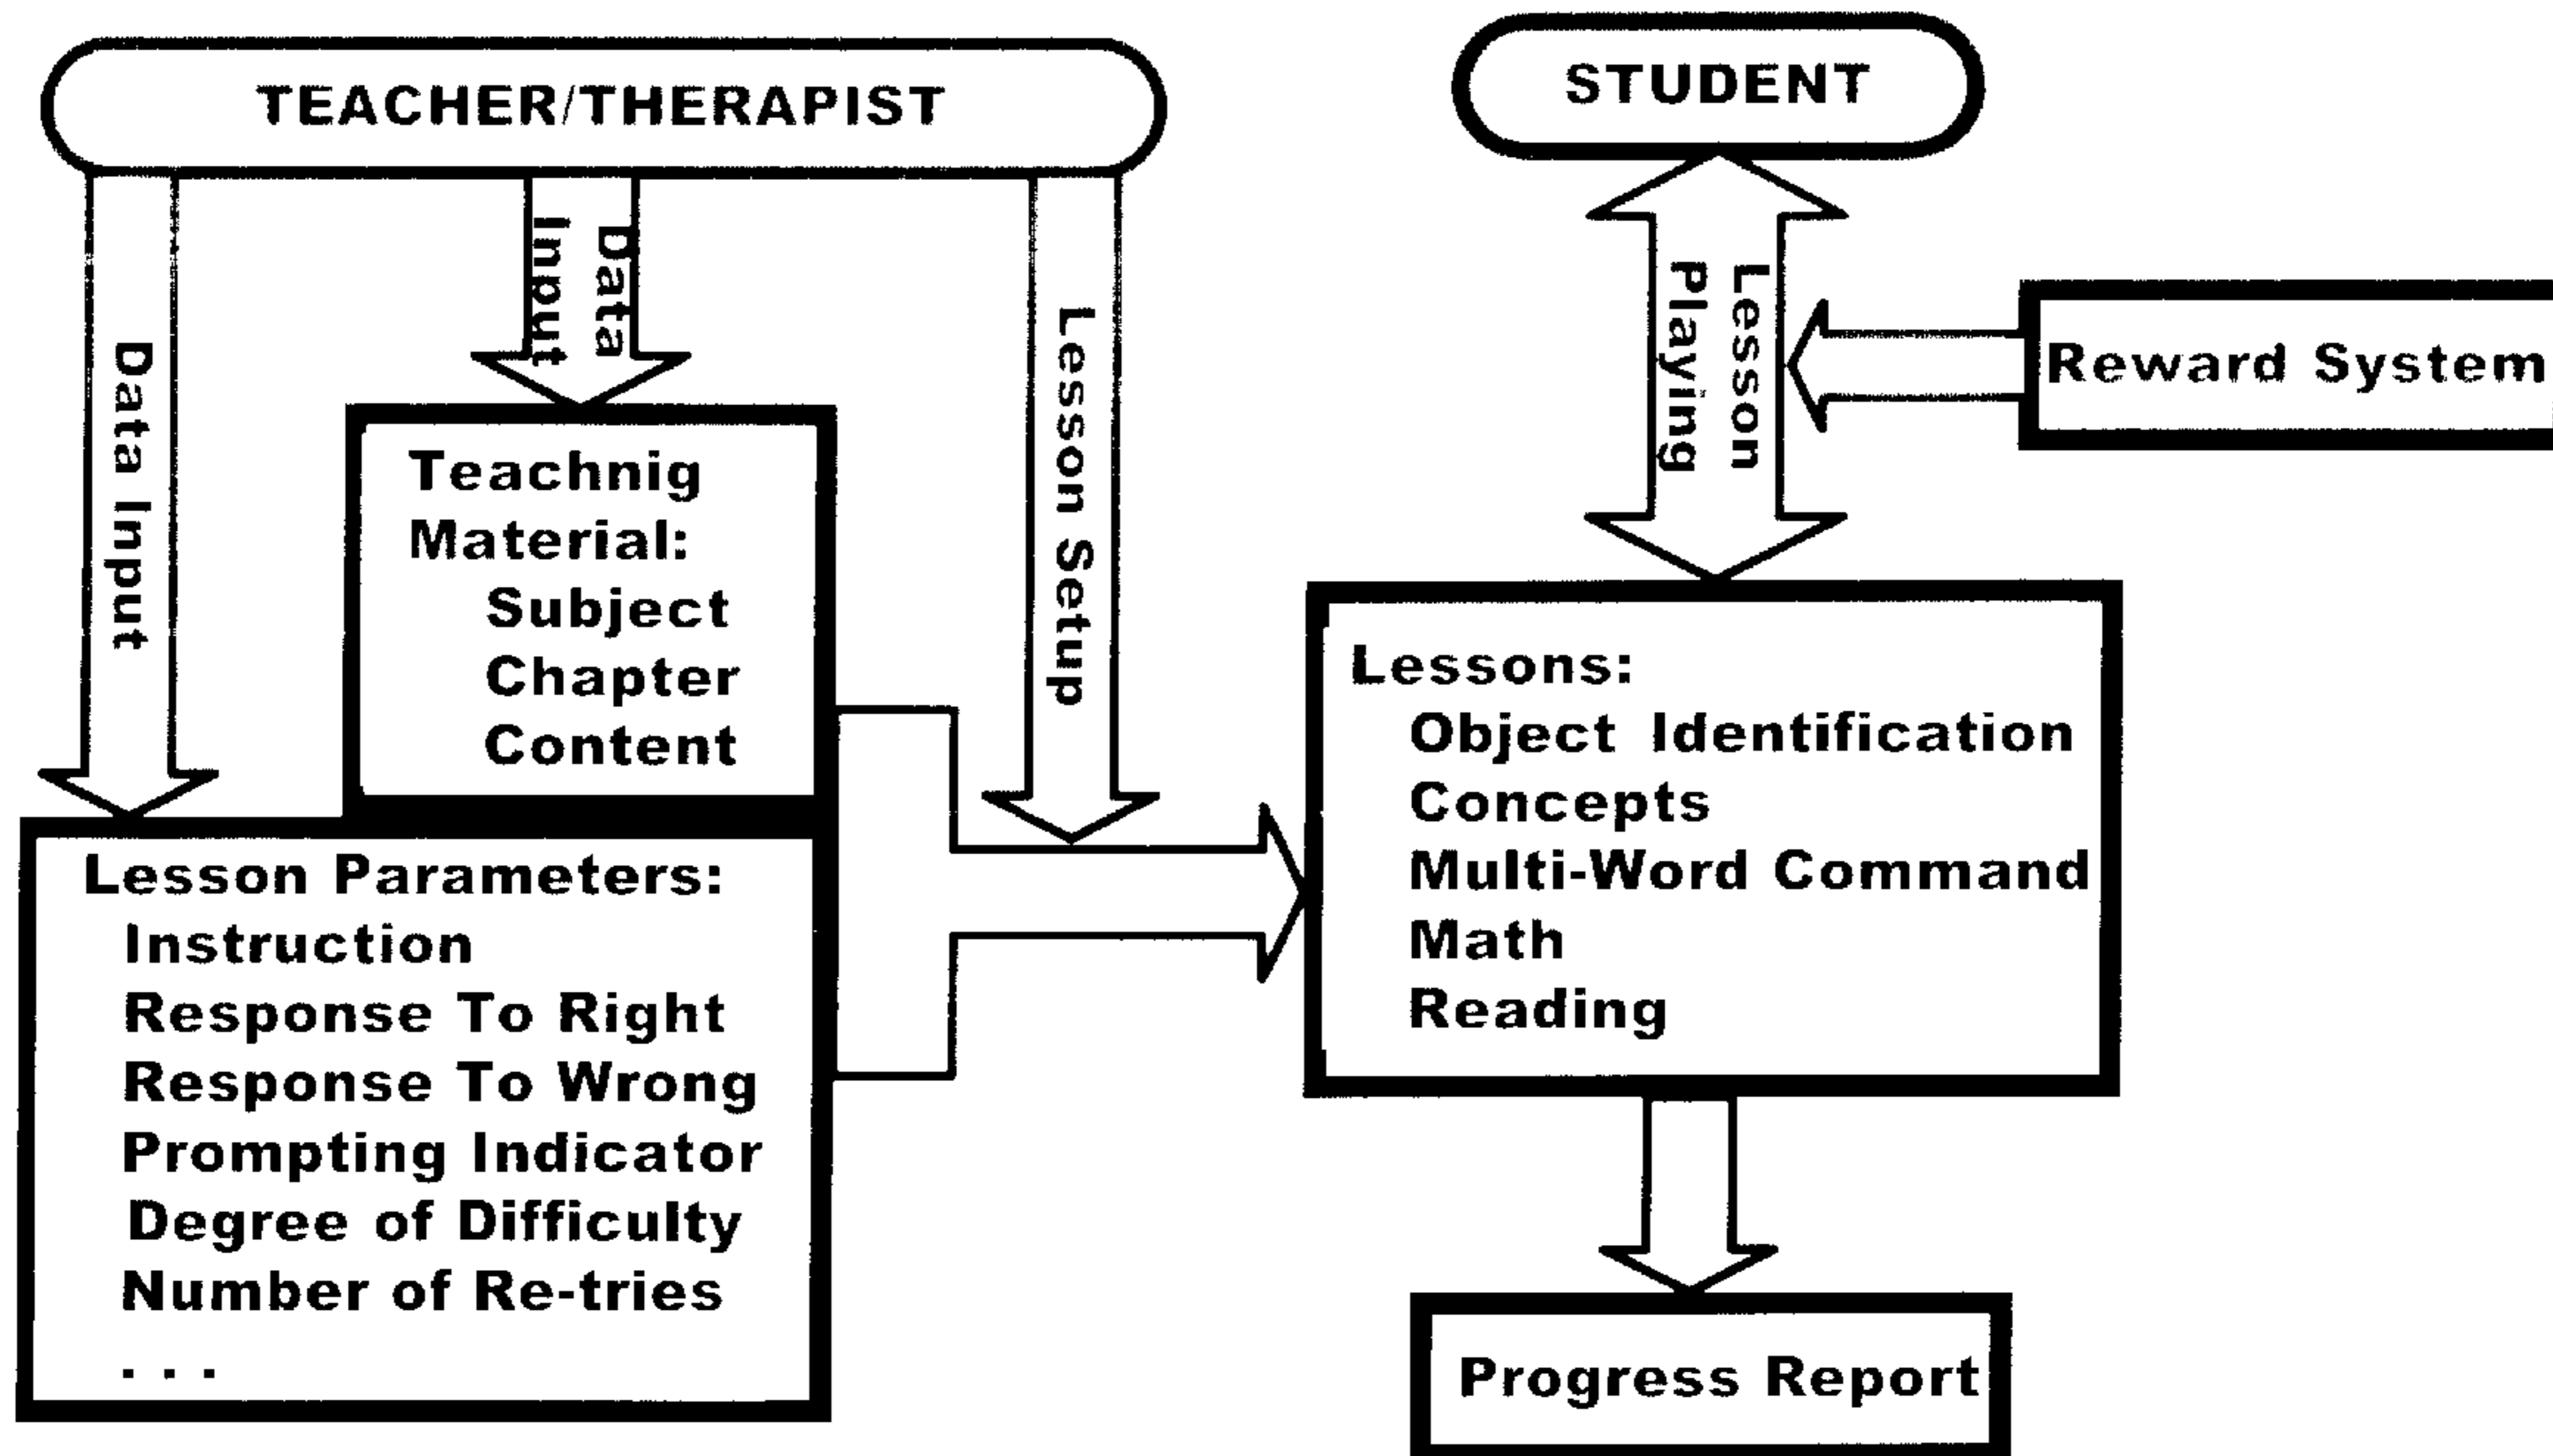 TEACHER/THERAPIST
STUDENT
Data Input
Data
Input
Lesson Setup
Lesson
Playing
Reward System
Teachnig
Material:
Subject
Chapter
Content
Lesson Parameters:
Instruction
Response To Right
Response To Wrong
Prompting Indicator
Degree of Difficulty
Number of Re-tries
. . .
Lessons:
Object Identification
Concepts
Multi-Word Command
Math
Reading
Progress Report